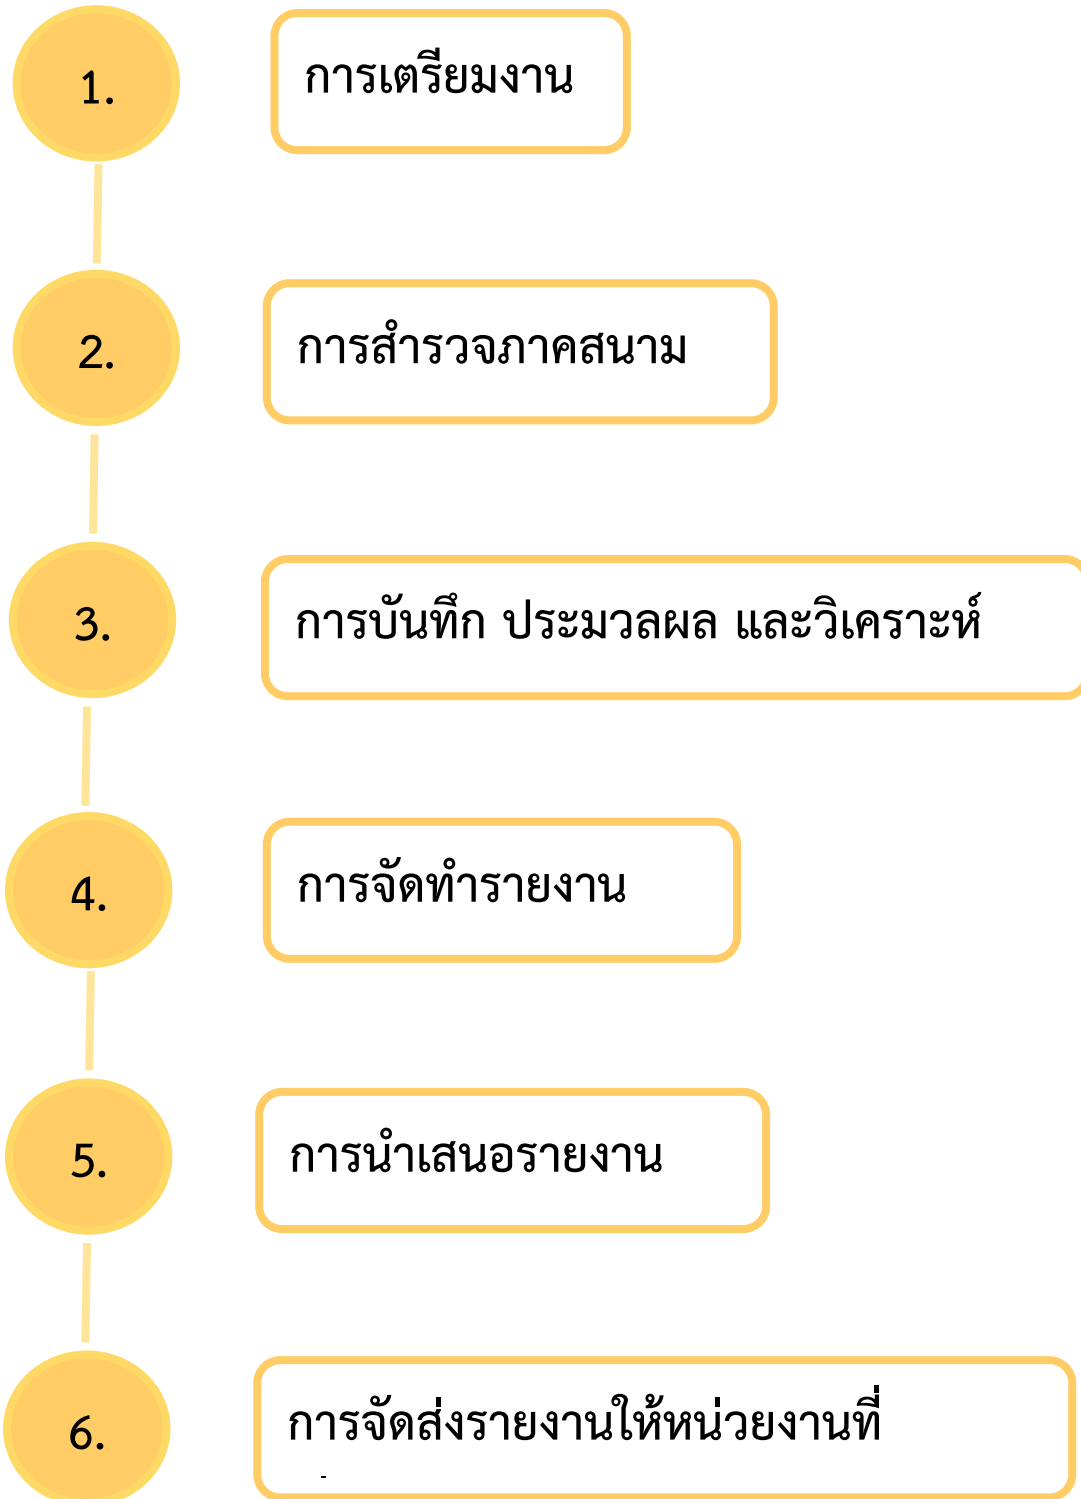 1.
การเตรียมงาน
2.
การสำรวจภาคสนาม
3.
การบันทึก ประมวลผล และวิเคราะห์
4.
การจัดทำรายงาน
5.
การนำเสนอรายงาน
6.
การจัดส่งรายงานให้หน่วยงานที่